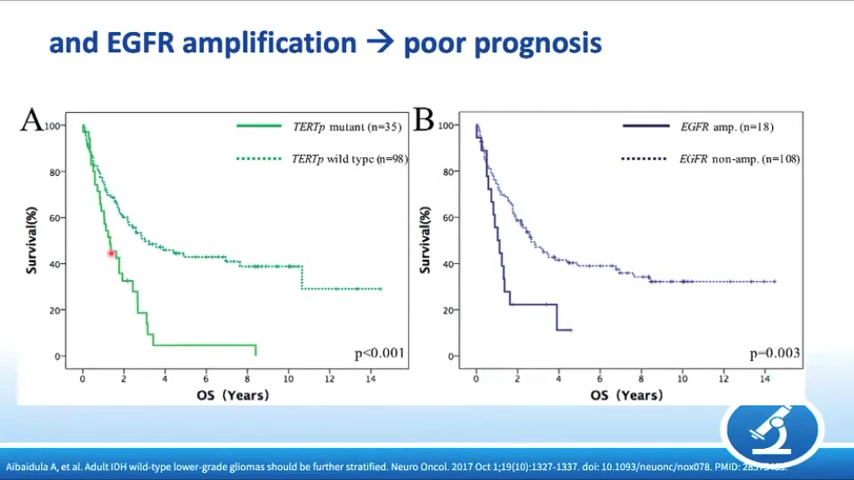 and EGFR amplification → poor prognosis
A
TERTp mutant (n=35)
TERTp wild type (n=98)
100
80
60
40
20
0
Survival(%)
p<0.001
0 2 4 6 8 10 12 14
OS (Years)
B
EGFR amp. (n=18)
EGFR non-amp. (n=108)
100
80
60
40
20
0
Survival(%)
p=0.003
0 2 4 6 8 10 12 14
OS (Years)
Aibaidula A, et al. Adult IDH wild-type lower-grade gliomas should be further stratified. Neuro Oncol. 2017 Oct 1;19(10):1327-1337. doi: 10.1093/neuonc/nox078. PMID: